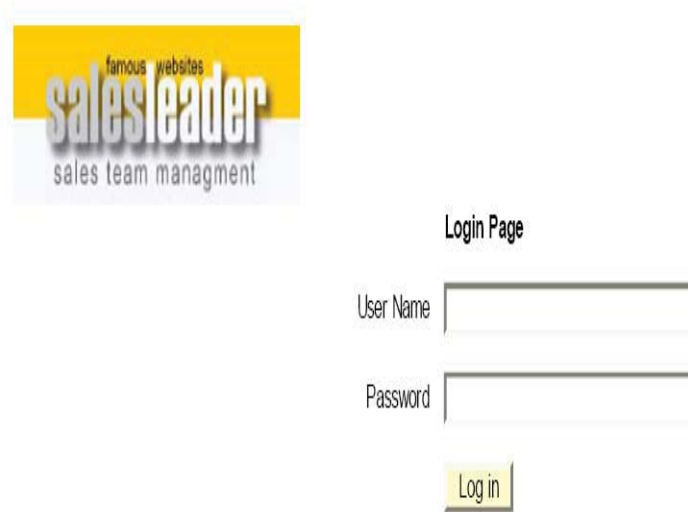 famous websites
salesleader
sales team managment
Login Page
User Name
Password
Log in